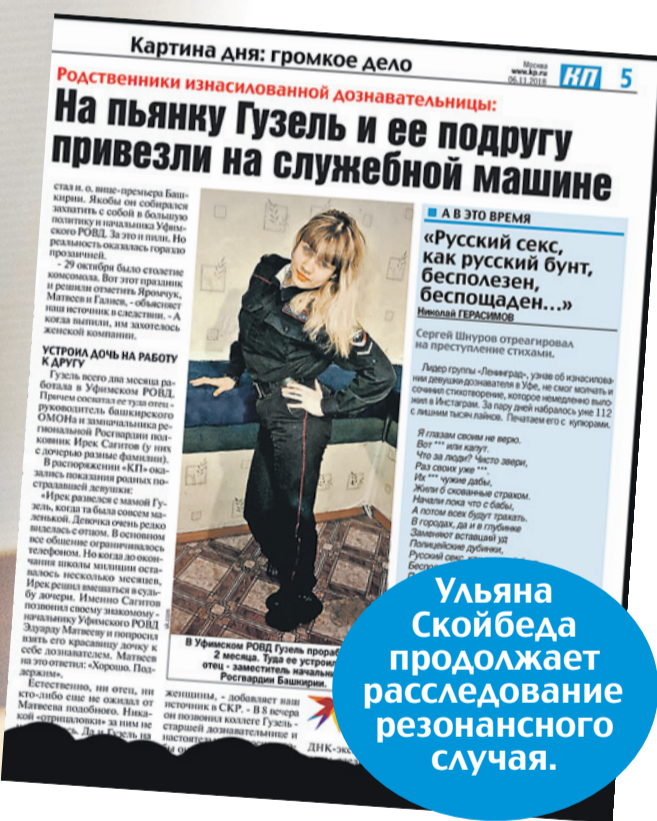 Картина дня: громкое дело
Москва
www.kp.ru
06.11.2018
КП
5
Родственники изнасилованной дознавательницы:
На пьянку Гузель и ее подругу
привезли на служебной машине
стал и. о. вице-премьера Баш-
кирии. Якобы он собирался
захватить с собой в большую
политику и начальника Уфим-
ского РОВД. За это и пили. Но
реальность оказалась гораздо
прозаичней.
- 29 октября было столетие
комсомола. Вот этот праздник
и решили отметить Яромчук,
Матвеев и Галиев, - объясняет
наш источник в следствии. - А
когда выпили, им захотелось
женской компании.
УСТРОИЛ ДОЧЬ НА РАБОТУ
К ДРУГУ
Гузель всего два месяца ра-
ботала в Уфимском РОВД.
Причем сосватал ее туда отец -
руководитель башкирского
ОМОНа и замначальника ре-
гиональной Росгвардии пол-
ковник Ирек Сагитов (у них
с дочерью разные фамилии).
В распоряжении «КП» ока-
зались показания родных по-
страдавшей девушки:
«Ирек развелся с мамой Гу-
зель, когда та была совсем ма-
ленькой. Девочка очень редко
виделась с отцом. В основном
все общение ограничивалось
телефоном. Но когда до окон-
чания школы милиции оста-
валось несколько месяцев,
Ирек решил вмешаться в судь-
бу дочери. Именно Сагитов
позвонил своему знакомому -
начальнику Уфимского РОВД
Эдуарду Матвееву и попросил
взять его красавицу дочку к
себе дознавателем. Матвеев
на это ответил: «Хорошо. Под-
держим».
Естественно, ни отец, ни
кто-либо еще не ожидал от
Матвеева подобного. Ника-
кой «отрицаловки» за ним не
Да и Гузель на
В Уфимском РОВД Гузель прораб
2 месяца. Туда ее устроил
отец - заместитель начальн
Росгвардии Башкирии.
женщины, - добавляет наш
источник в СКР. - В 8 вечера
он позвонил коллеге Гузель -
старшей дознавательнице и
настоятель
ДНК-экс
А В ЭТО ВРЕМЯ
«Русский секс,
как русский бунт,
бесполезен,
беспощаден...»
Николай ГЕРАСИМОВ
Сергей Шнуров отреагировал
на преступление стихами.
Лидер группы «Ленинград», узнав об изнасилова-
нии девушки-дознавателя в Уфе, не смог молчать и
сочинил стихотворение, которое немедленно выло-
жил в Инстаграм. За пару дней набралось уже 112
с лишним тысяч лайков. Печатаем его с купюрами.
Я глазам своим не верю.
Вот *** или капут.
Что за люди? Чисто звери,
Раз своих уже ***.
Их *** чужие дабы,
Жили б скованные страхом.
Начали пока что с бабы,
А потом всех будут трахать.
В городах, да и в глубинке
Заменяют вставший уд
Полицейские дубинки,
Русский секс,
Ульяна
Скойбеда
продолжает
расследование
резонансного
случая.